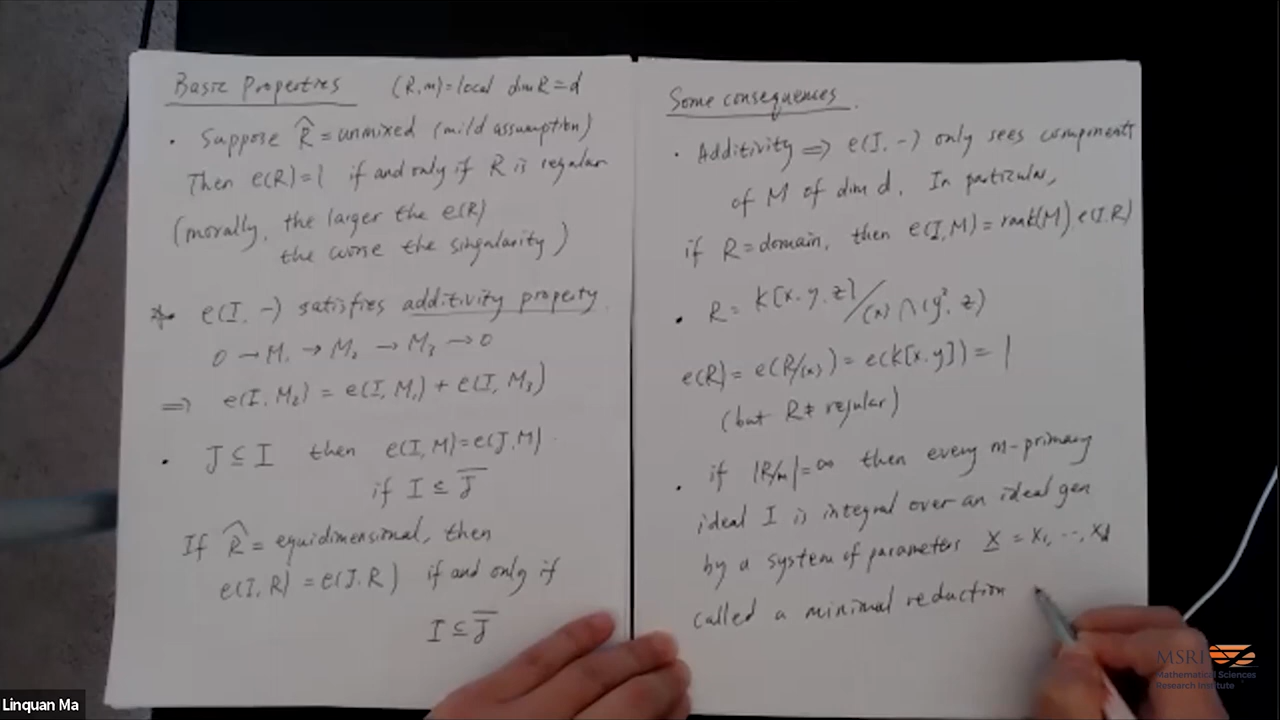 Basic Properties (R,m)=local dim R=d
· Suppose R̂=unmixed (mild assumption)
Then e(R)=1 if and only if R is regular
(morally, the larger the e(R)
the worse the singularity)
* e(I,-) satisfies additivity property
0→M₁→M₂→M₃→0
⟹ e(I,M₂)=e(I,M₁)+e(I,M₃)
· J⊆I then e(I,M)=e(J,M)
if I⊆J̅
If R̂=equidimensional, then
e(I,R)=e(J,R) if and only if
I⊆J̅
Some consequences.
· Additivity ⟹ e(I,-) only sees components
of M of dim d. In particular,
if R=domain, then e(I,M)=rank(M) e(I,R)
· R=k[x,y,z]/(x)∩(y²,z)
e(R)=e(R/(x))=e(k[x,y])=1
(but R≠regular)
· if |R/m|=∞ then every m-primary
ideal I is integral over an ideal gen
by a system of parameters x=x₁,…,xd
called a minimal reduction
MSRI
Mathematical Sciences
Research Institute
Linquan Ma